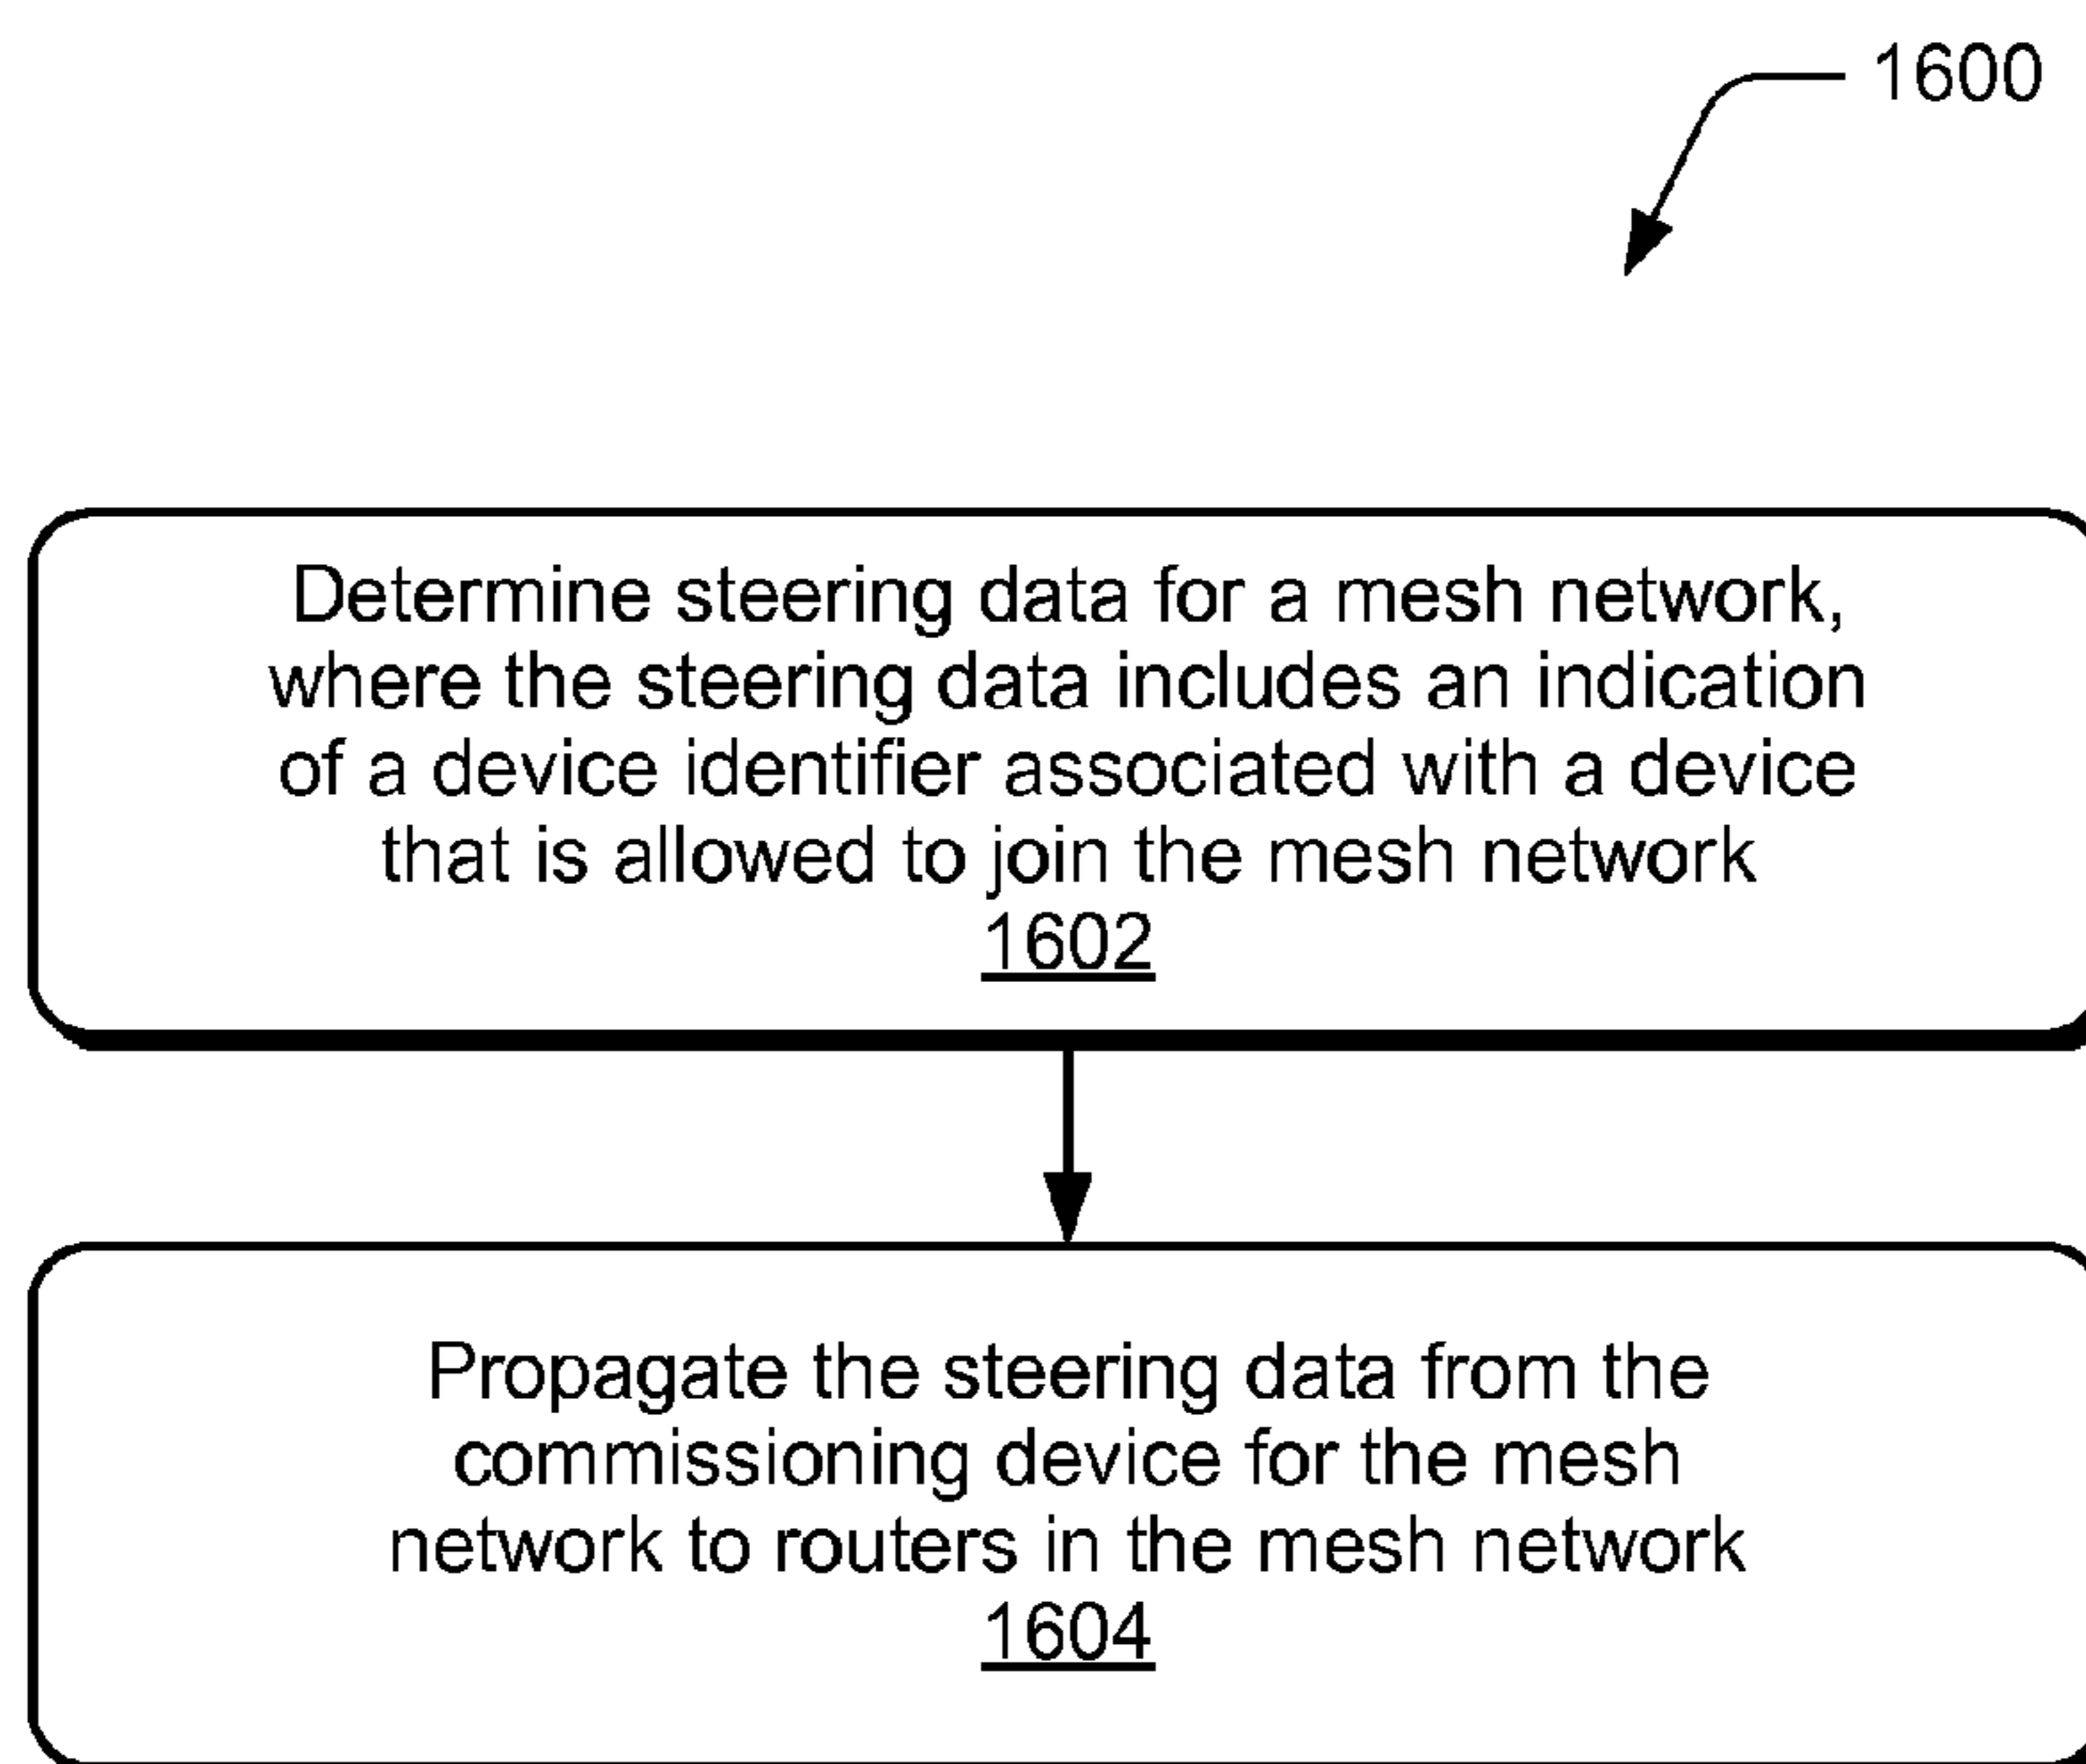 1600
Determine steering data for a mesh network,
where the steering data includes an indication
of a device identifier associated with a device
that is allowed to join the mesh network
1602
Propagate the steering data from the
commissioning device for the mesh
network to routers in the mesh network
1604